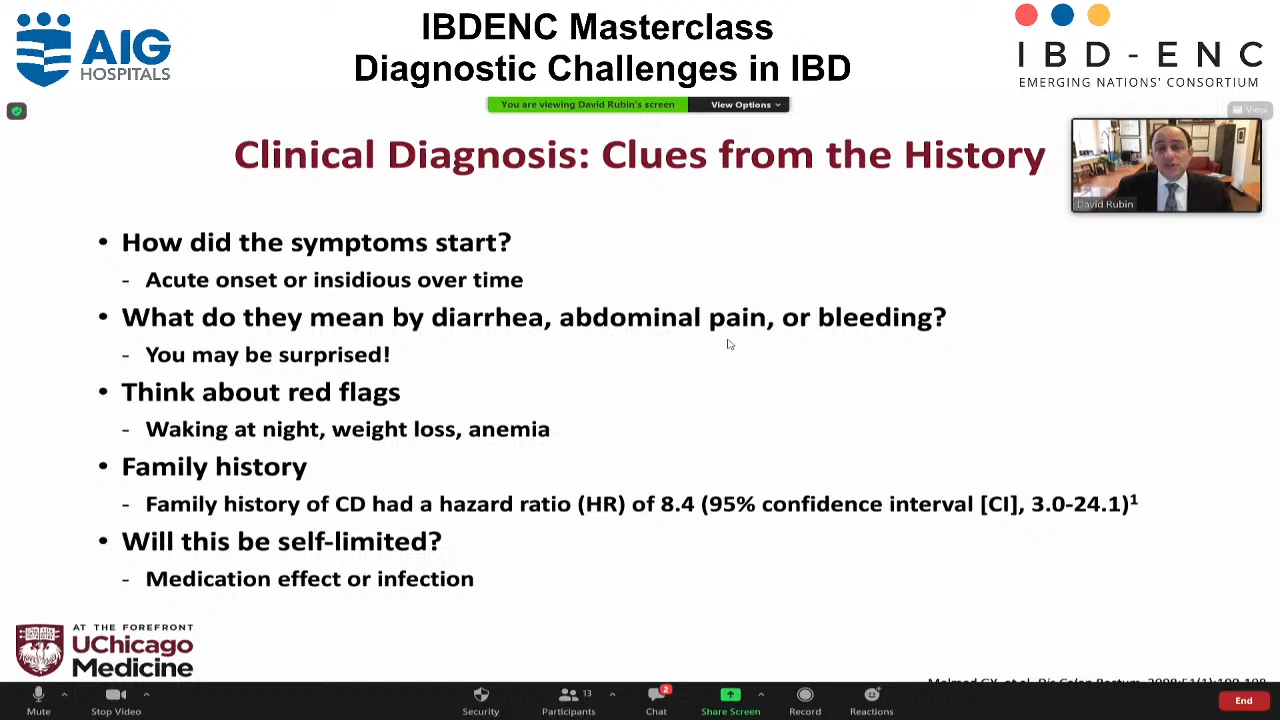 AIG
HOSPITALS
IBDENC Masterclass
Diagnostic Challenges in IBD
IBD-ENC
EMERGING NATIONS' CONSORTIUM
You are viewing David Rubin's screen
View Options
View
Clinical Diagnosis: Clues from the History
David Rubin
• How did the symptoms start?
- Acute onset or insidious over time
• What do they mean by diarrhea, abdominal pain, or bleeding?
- You may be surprised!
• Think about red flags
- Waking at night, weight loss, anemia
• Family history
- Family history of CD had a hazard ratio (HR) of 8.4 (95% confidence interval [CI], 3.0-24.1)¹
• Will this be self-limited?
- Medication effect or infection
AT THE FOREFRONT
UChicago
Medicine
Mute
Stop Video
Security
13
Participants
2
Chat
Share Screen
Record
Reactions
End